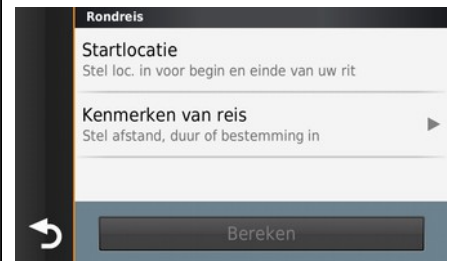 Rondreis
Startlocatie
Stel loc. in voor begin en einde van uw rit
Kenmerken van reis
Stel afstand, duur of bestemming in
Bereken